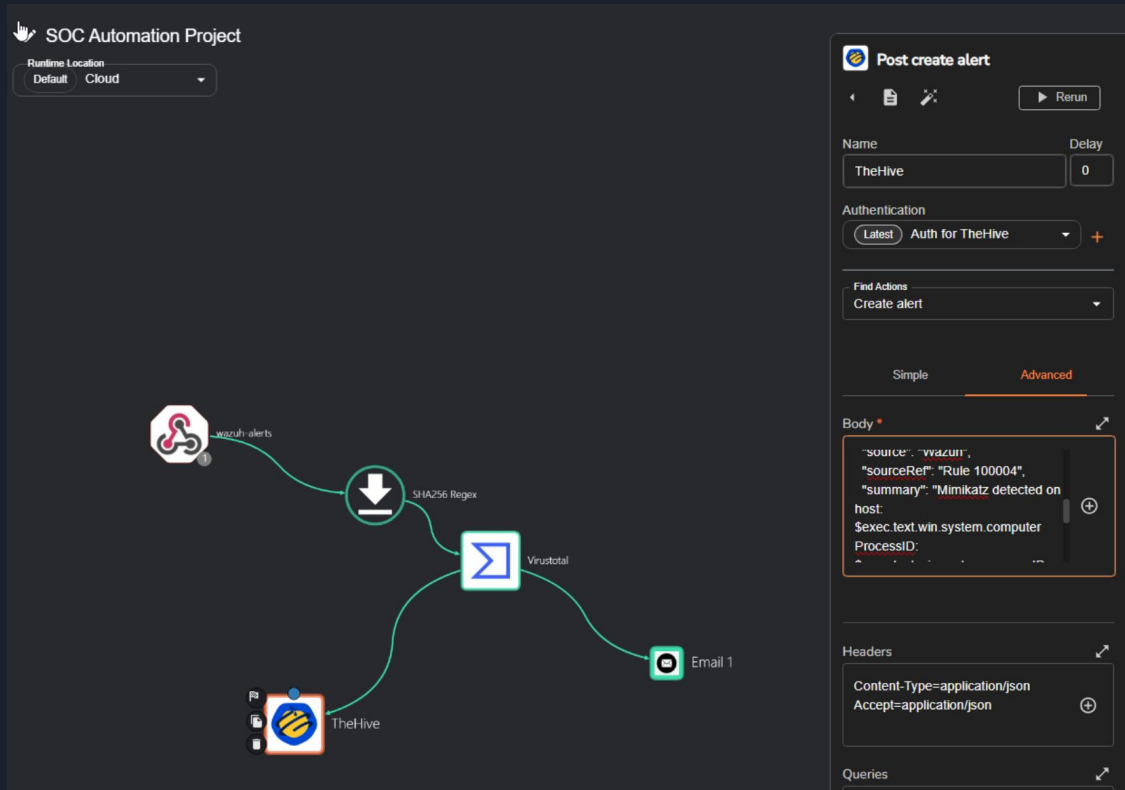 SOC Automation Project
Runtime Location
Default Cloud
wazuh-alerts
1
SHA256 Regex
Virustotal
Email 1
TheHive
Post create alert
Rerun
Name
Delay
TheHive
0
Authentication
Latest Auth for TheHive
+
Find Actions
Create alert
Simple
Advanced
Body *
"source": "Wazuh",
"sourceRef": "Rule 100004",
"summary": "Mimikatz detected on
host:
$exec.text.win.system.computer
ProcessID:
Headers
Content-Type=application/json
Accept=application/json
Queries